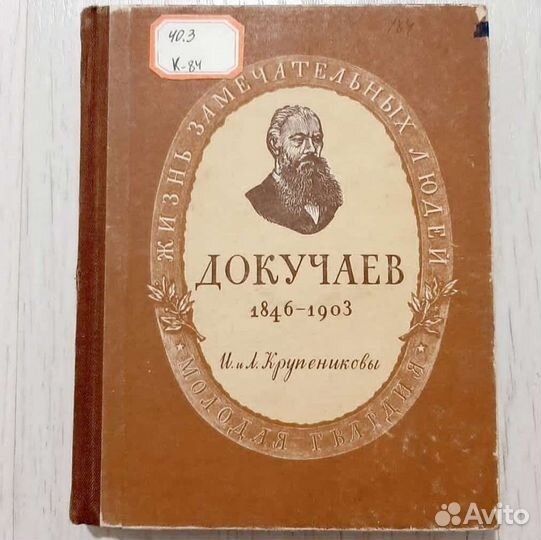 40.3
К-84
184
ЖИЗНЬ ЗАМЕЧАТЕЛЬНЫХ ЛЮДЕЙ
ДОКУЧАЕВ
1846–1903
И. и Л. Крупениковы
МОЛОДАЯ ГВАРДИЯ
Avito